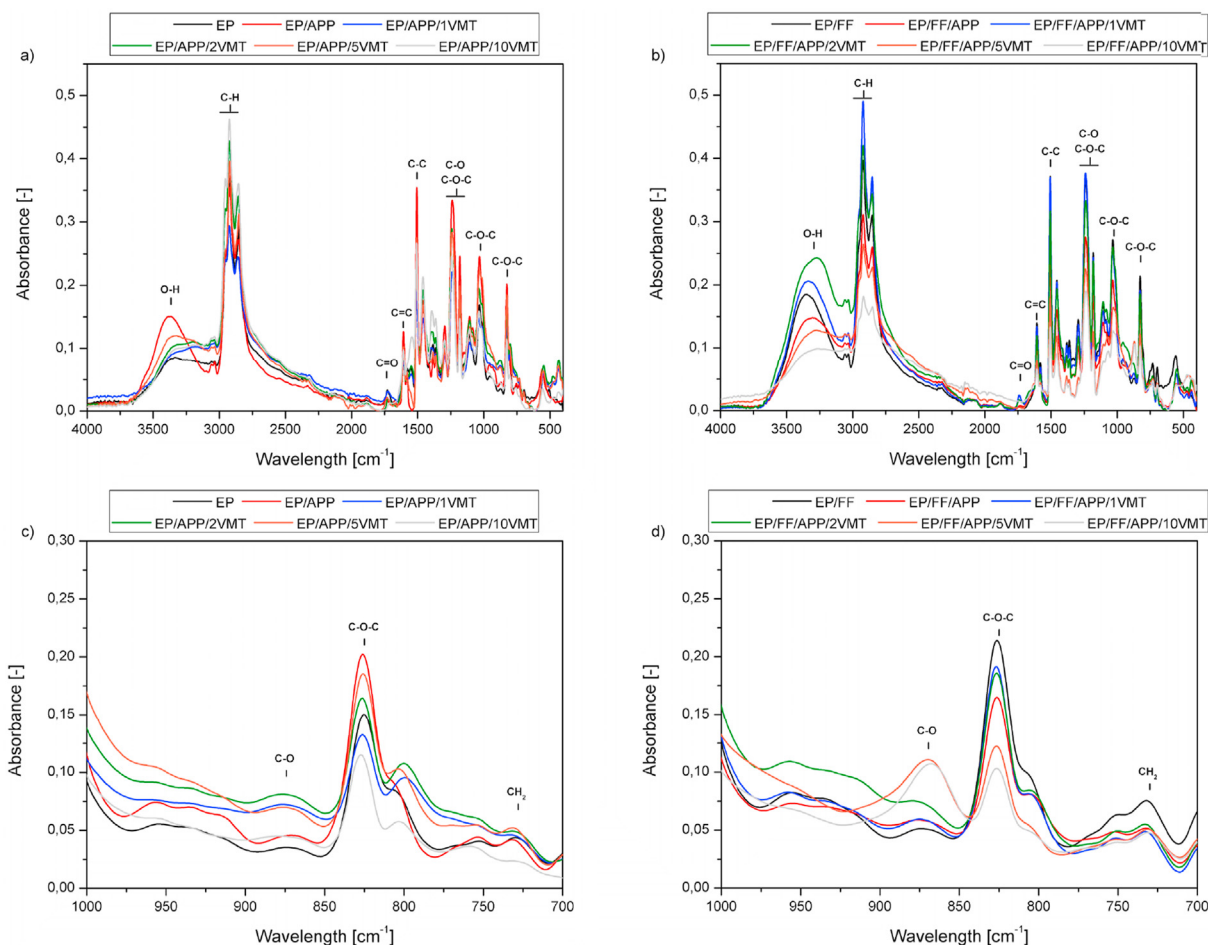 EP EP/APP EP/APP/1VMT
EP/APP/2VMT EP/APP/5VMT EP/APP/10VMT
a)
0,5
0,4
0,3
0,2
0,1
0,0
Absorbance [-]
O-H
C-H
C=O
C=C
C-C
C-O
C-O-C
C-O-C
C-O-C
4000 3500 3000 2500 2000 1500 1000 500
Wavelength [cm-1]
EP/FF EP/FF/APP EP/FF/APP/1VMT
EP/FF/APP/2VMT EP/FF/APP/5VMT EP/FF/APP/10VMT
b)
0,5
0,4
0,3
0,2
0,1
0,0
Absorbance [-]
O-H
C-H
C=O
C=C
C-C
C-O
C-O-C
C-O-C
C-O-C
4000 3500 3000 2500 2000 1500 1000 500
Wavelength [cm-1]
EP EP/APP EP/APP/1VMT
EP/APP/2VMT EP/APP/5VMT EP/APP/10VMT
c)
0,30
0,25
0,20
0,15
0,10
0,05
0,00
Absorbance [-]
C-O
C-O-C
CH2
1000 950 900 850 800 750 700
Wavelength [cm-1]
EP/FF EP/FF/APP EP/FF/APP/1VMT
EP/FF/APP/2VMT EP/FF/APP/5VMT EP/FF/APP/10VMT
d)
0,30
0,25
0,20
0,15
0,10
0,05
0,00
Absorbance [-]
C-O
C-O-C
CH2
1000 950 900 850 800 750 700
Wavelength [cm-1]